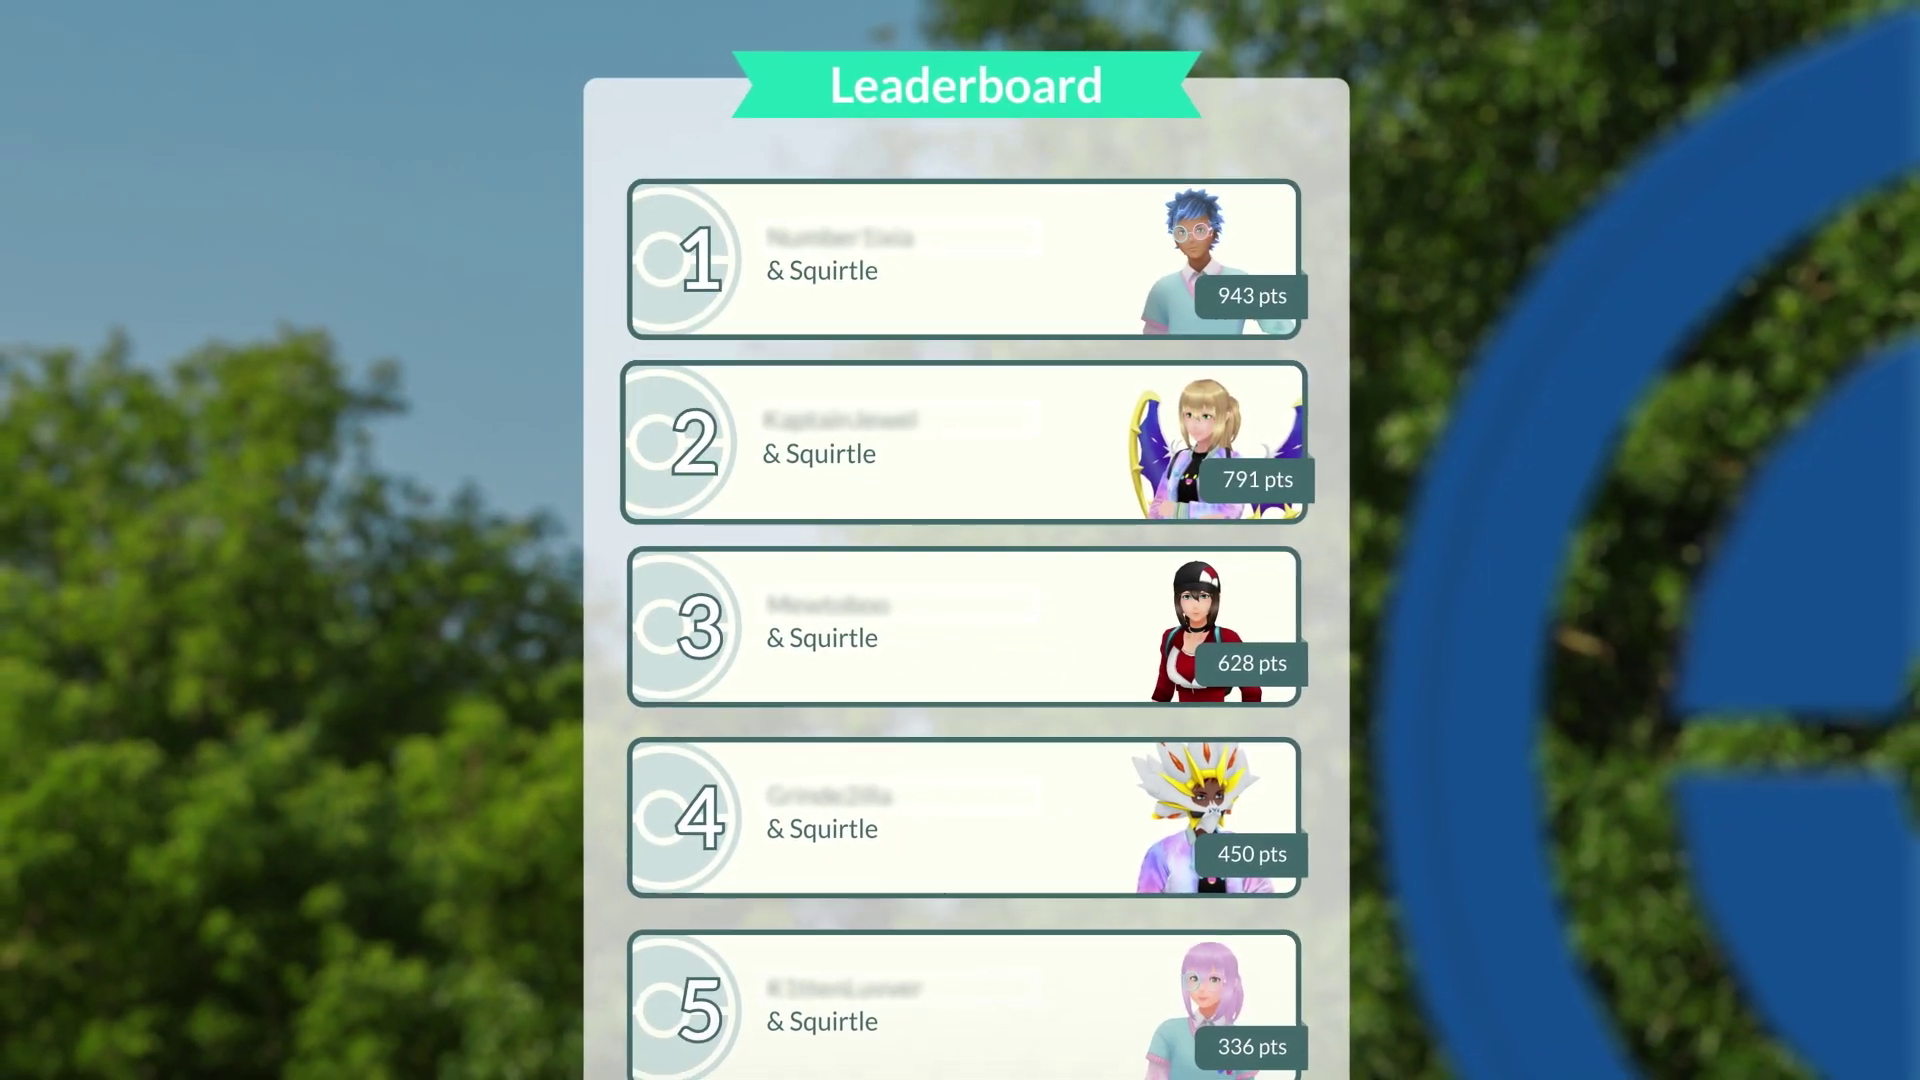 Leaderboard
1
& Squirtle
943 pts
2
& Squirtle
791 pts
3
& Squirtle
628 pts
4
& Squirtle
450 pts
5
& Squirtle
336 pts